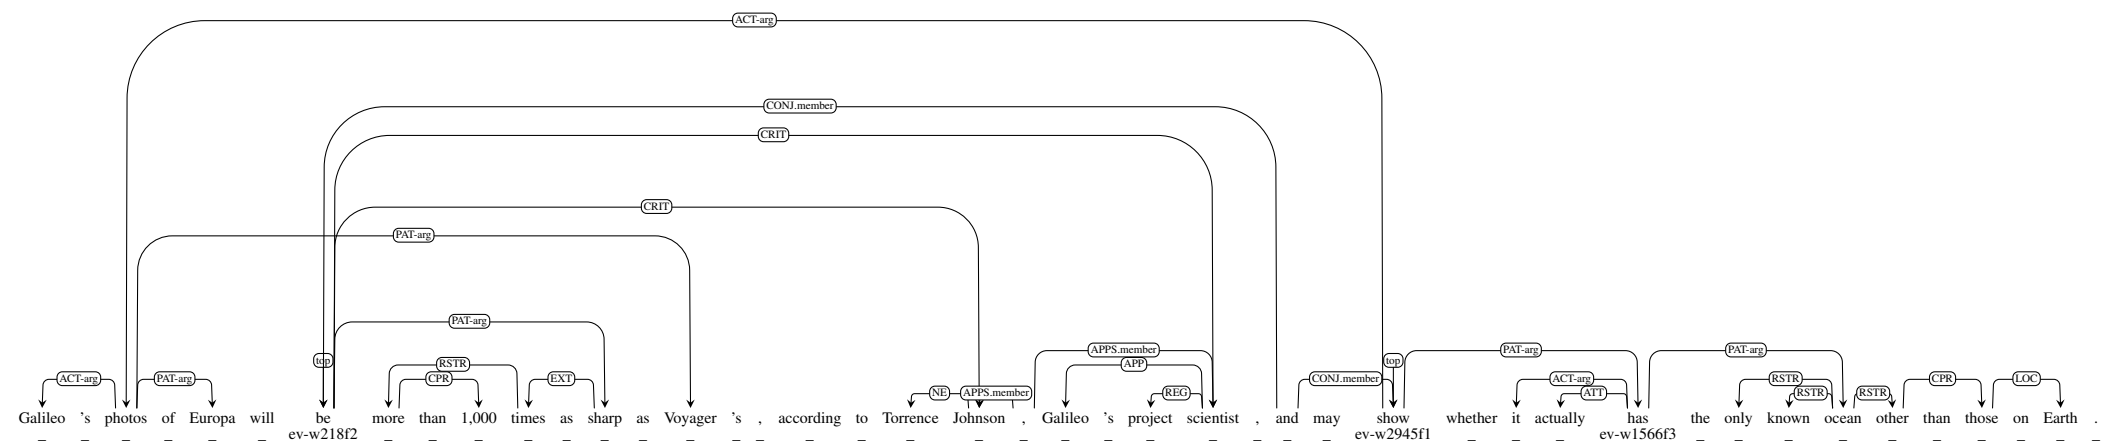 ACT-arg
CONJ.member
CRIT
CRIT
PAT-arg
PAT-arg
top APPS.member PAT-arg PAT-arg
RSTR APP top
ACT-arg PAT-arg CPR EXT CONJ.member ACT-arg RSTR CPR LOC
NE APPS.member REG ATT RSTR RSTR
Galileo 's photos of Europa will be more than 1,000 times as sharp as Voyager 's , according to Torrence Johnson , Galileo 's project scientist , and may show whether it actually has the only known ocean other than those on Earth .
_ _ _ _ _ _ ev-w218f2 _ _ _ _ _ _ _ _ _ _ _ _ _ _ _ _ _ _ _ _ _ _ ev-w2945f1 _ _ _ ev-w1566f3 _ _ _ _ _ _ _ _ _ _